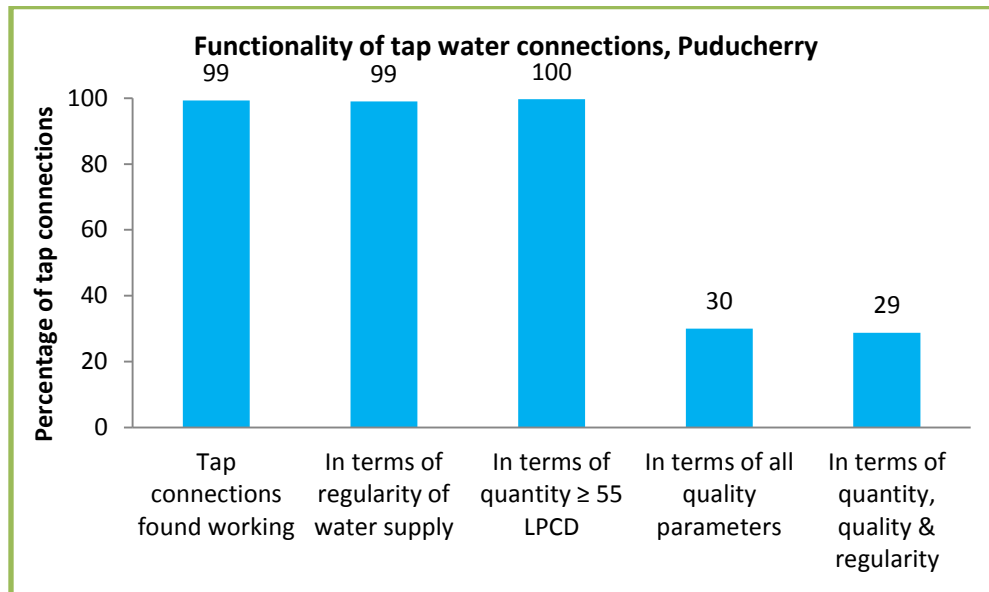 Functionality of tap water connections, Puducherry
99
99
100
30
29
100
80
60
40
20
0
Percentage of tap connections
Tap
connections
found working
In terms of
regularity of
water supply
In terms of
quantity ≥ 55
LPCD
In terms of all
quality
parameters
In terms of
quantity,
quality &
regularity